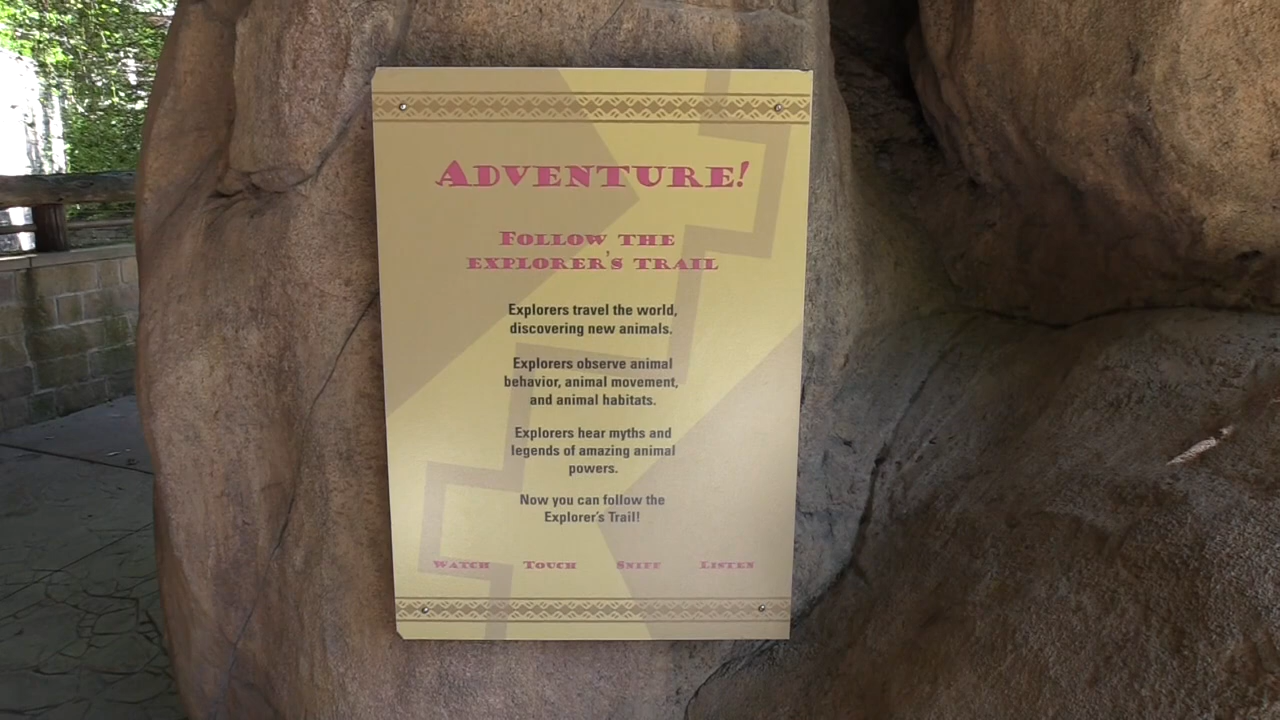 ADVENTURE!
FOLLOW THE
EXPLORER'S TRAIL
Explorers travel the world,
discovering new animals.
Explorers observe animal
behavior, animal movement,
and animal habitats.
Explorers hear myths and
legends of amazing animal
powers.
Now you can follow the
Explorer's Trail!
WATCH TOUCH SNIFF LISTEN